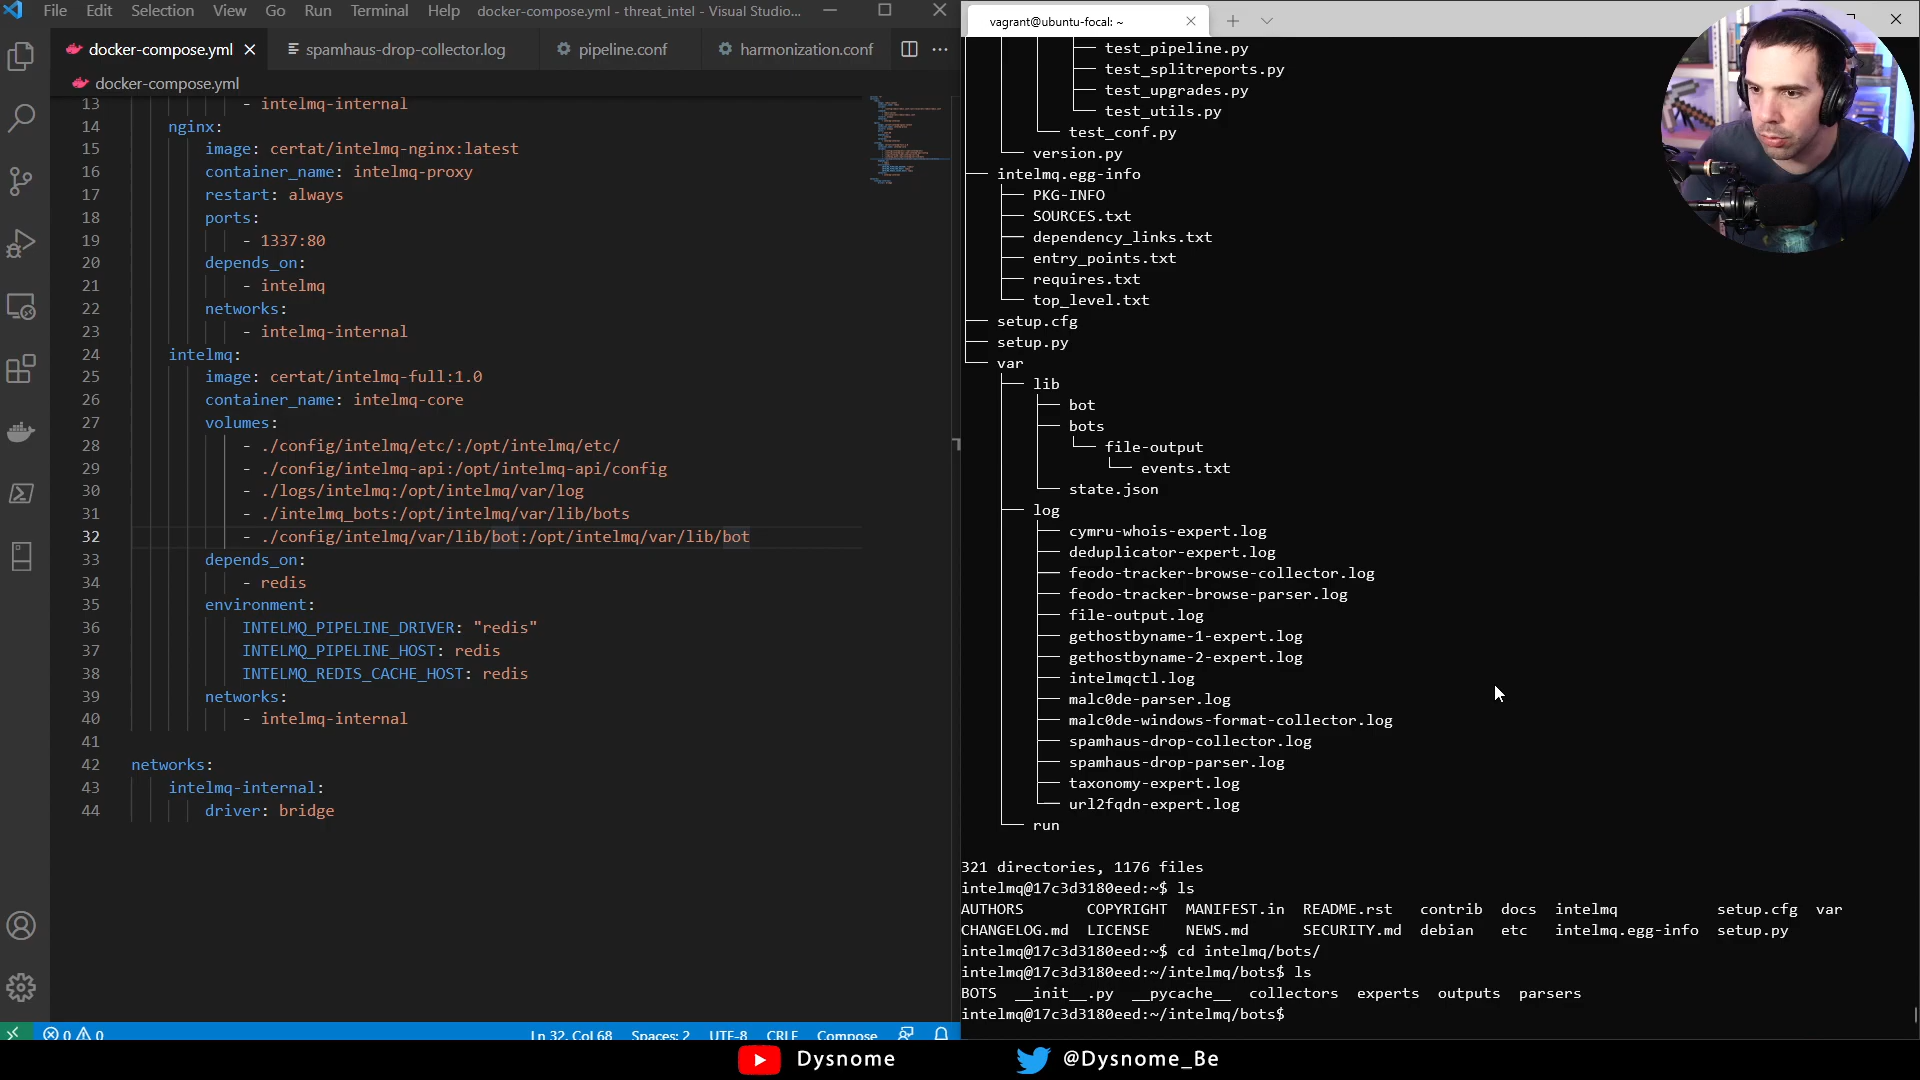 File Edit Selection View Go Run Terminal Help docker-compose.yml - threat_intel - Visual Studio...
docker-compose.yml spamhaus-drop-collector.log pipeline.conf harmonization.conf ...
docker-compose.yml
13 - intelmq-internal
14 nginx:
15 image: certat/intelmq-nginx:latest
16 container_name: intelmq-proxy
17 restart: always
18 ports:
19 - 1337:80
20 depends_on:
21 - intelmq
22 networks:
23 - intelmq-internal
24 intelmq:
25 image: certat/intelmq-full:1.0
26 container_name: intelmq-core
27 volumes:
28 - ./config/intelmq/etc/:/opt/intelmq/etc/
29 - ./config/intelmq-api:/opt/intelmq-api/config
30 - ./logs/intelmq:/opt/intelmq/var/log
31 - ./intelmq_bots:/opt/intelmq/var/lib/bots
32 - ./config/intelmq/var/lib/bot:/opt/intelmq/var/lib/bot
33 depends_on:
34 - redis
35 environment:
36 INTELMQ_PIPELINE_DRIVER: "redis"
37 INTELMQ_PIPELINE_HOST: redis
38 INTELMQ_REDIS_CACHE_HOST: redis
39 networks:
40 - intelmq-internal
41
42 networks:
43 intelmq-internal:
44 driver: bridge
0 0 Ln 32, Col 68 Spaces: 2 UTF-8 CRLF Compose
vagrant@ubuntu-focal: ~
test_pipeline.py
test_splitreports.py
test_upgrades.py
test_utils.py
test_conf.py
version.py
intelmq.egg-info
PKG-INFO
SOURCES.txt
dependency_links.txt
entry_points.txt
requires.txt
top_level.txt
setup.cfg
setup.py
var
lib
bot
bots
file-output
events.txt
state.json
log
cymru-whois-expert.log
deduplicator-expert.log
feodo-tracker-browse-collector.log
feodo-tracker-browse-parser.log
file-output.log
gethostbyname-1-expert.log
gethostbyname-2-expert.log
intelmqctl.log
malc0de-parser.log
malc0de-windows-format-collector.log
spamhaus-drop-collector.log
spamhaus-drop-parser.log
taxonomy-expert.log
url2fqdn-expert.log
run
321 directories, 1176 files
intelmq@17c3d3180eed:~$ ls
AUTHORS COPYRIGHT MANIFEST.in README.rst contrib docs intelmq setup.cfg var
CHANGELOG.md LICENSE NEWS.md SECURITY.md debian etc intelmq.egg-info setup.py
intelmq@17c3d3180eed:~$ cd intelmq/bots/
intelmq@17c3d3180eed:~/intelmq/bots$ ls
BOTS __init__.py __pycache__ collectors experts outputs parsers
intelmq@17c3d3180eed:~/intelmq/bots$
Dysnome @Dysnome_Be